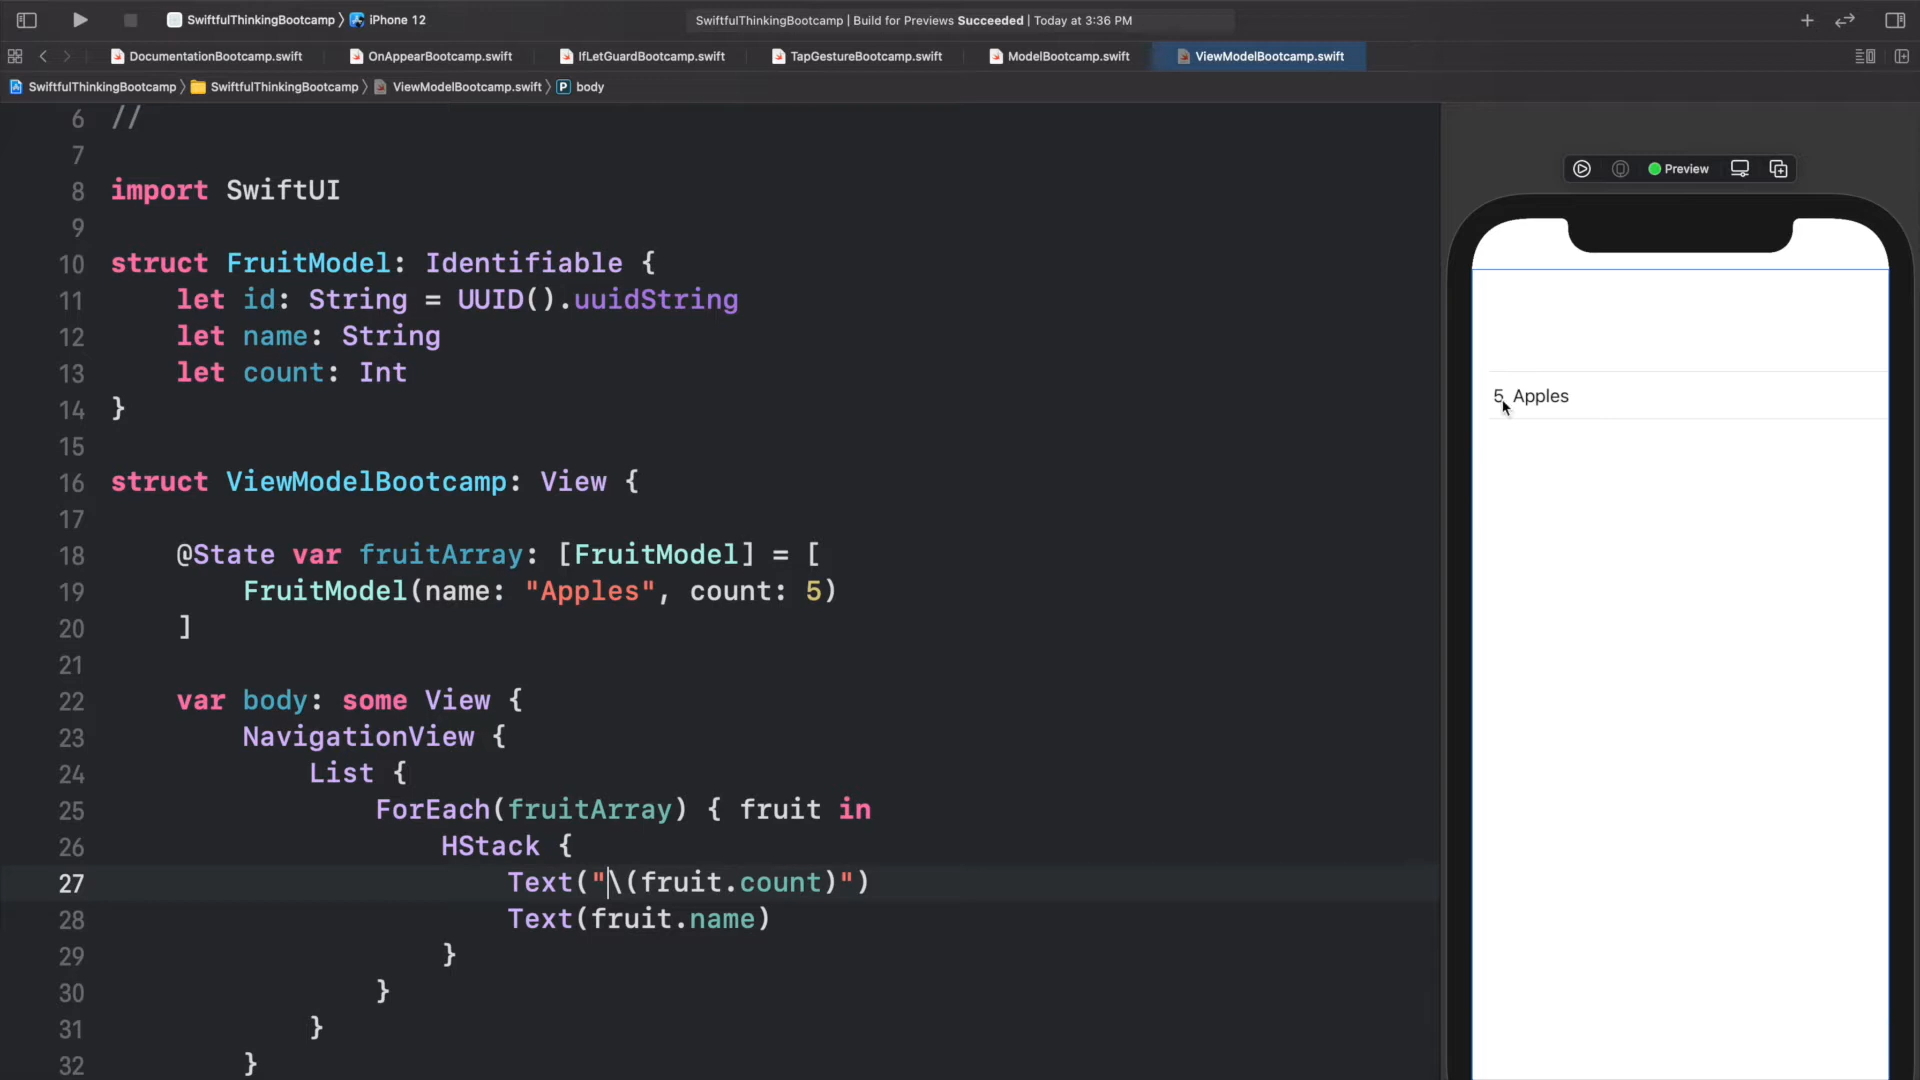 SwiftfulThinkingBootcamp 〉 iPhone 12
SwiftfulThinkingBootcamp | Build for Previews Succeeded | Today at 3:36 PM
DocumentationBootcamp.swift
OnAppearBootcamp.swift
IfLetGuardBootcamp.swift
TapGestureBootcamp.swift
ModelBootcamp.swift
ViewModelBootcamp.swift
SwiftfulThinkingBootcamp 〉 SwiftfulThinkingBootcamp 〉 ViewModelBootcamp.swift 〉 P body
6 //
7
8 import SwiftUI
9
10 struct FruitModel: Identifiable {
11     let id: String = UUID().uuidString
12     let name: String
13     let count: Int
14 }
15
16 struct ViewModelBootcamp: View {
17
18     @State var fruitArray: [FruitModel] = [
19         FruitModel(name: "Apples", count: 5)
20     ]
21
22     var body: some View {
23         NavigationView {
24             List {
25                 ForEach(fruitArray) { fruit in
26                     HStack {
27                         Text("\(fruit.count)")
28                         Text(fruit.name)
29                     }
30                 }
31             }
32         }
Preview
5 Apples